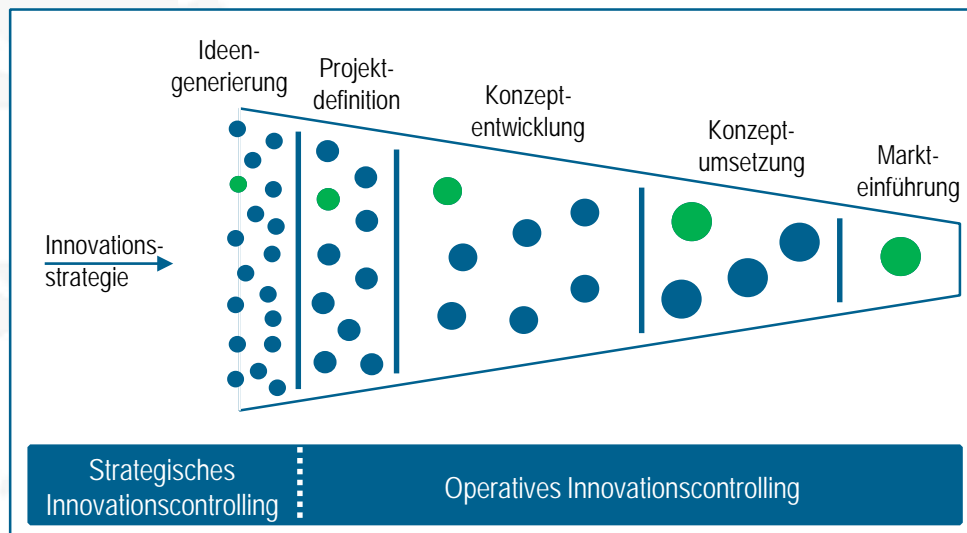 Ideen-
generierung
Projekt-
definition
Konzept-
entwicklung
Konzept-
umsetzung
Markt-
einführung
Innovations-
strategie
Strategisches
Innovationscontrolling
Operatives Innovationscontrolling